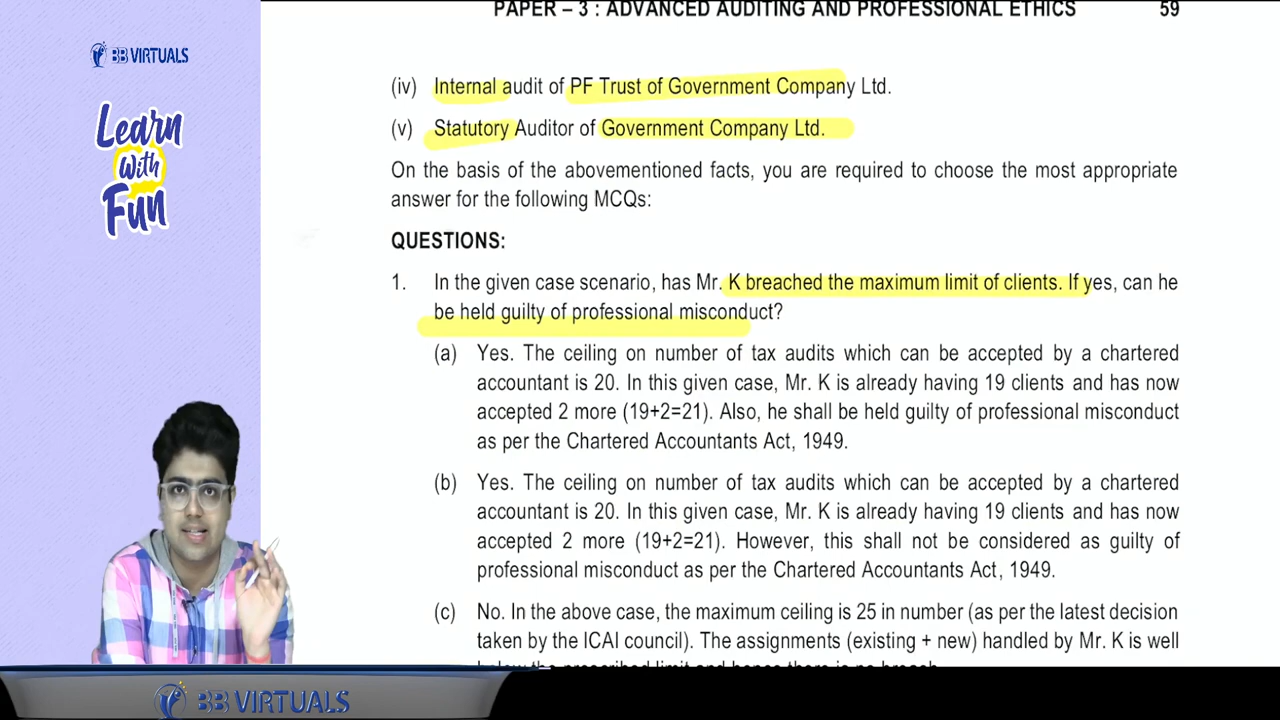 PAPER – 3 : ADVANCED AUDITING AND PROFESSIONAL ETHICS 59
BB VIRTUALS
Learn
With
Fun
(iv) Internal audit of PF Trust of Government Company Ltd.
(v) Statutory Auditor of Government Company Ltd.
On the basis of the abovementioned facts, you are required to choose the most appropriate
answer for the following MCQs:
QUESTIONS:
1. In the given case scenario, has Mr. K breached the maximum limit of clients. If yes, can he
be held guilty of professional misconduct?
(a) Yes. The ceiling on number of tax audits which can be accepted by a chartered
accountant is 20. In this given case, Mr. K is already having 19 clients and has now
accepted 2 more (19+2=21). Also, he shall be held guilty of professional misconduct
as per the Chartered Accountants Act, 1949.
(b) Yes. The ceiling on number of tax audits which can be accepted by a chartered
accountant is 20. In this given case, Mr. K is already having 19 clients and has now
accepted 2 more (19+2=21). However, this shall not be considered as guilty of
professional misconduct as per the Chartered Accountants Act, 1949.
(c) No. In the above case, the maximum ceiling is 25 in number (as per the latest decision
taken by the ICAI council). The assignments (existing + new) handled by Mr. K is well
below the prescribed limit and hence there is no breach.
BB VIRTUALS